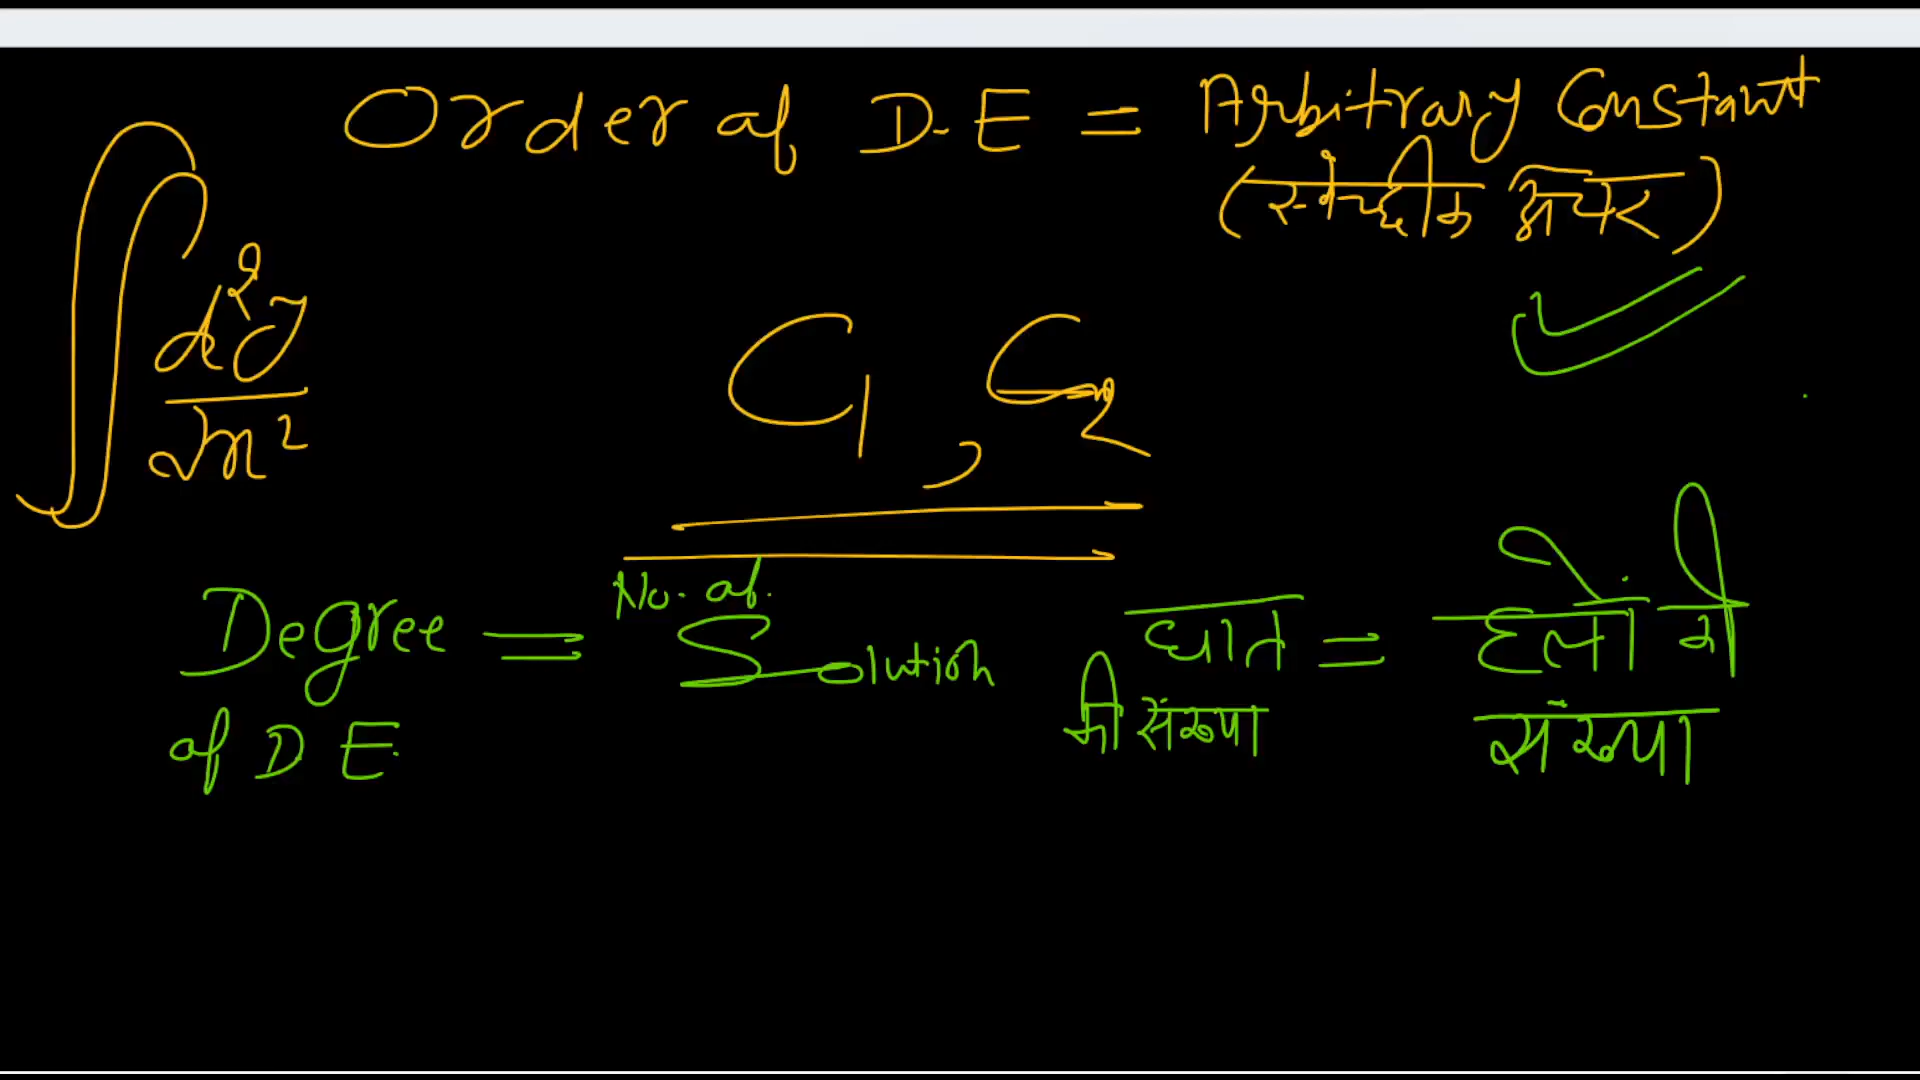 Order of D.E = Arbitrary Constant
(स्वेच्छीक अचर)
∫∫ d²y/dx²
C1, C2
Degree of D E. = No. of. Solution
घात की संख्या = हलों की संख्या